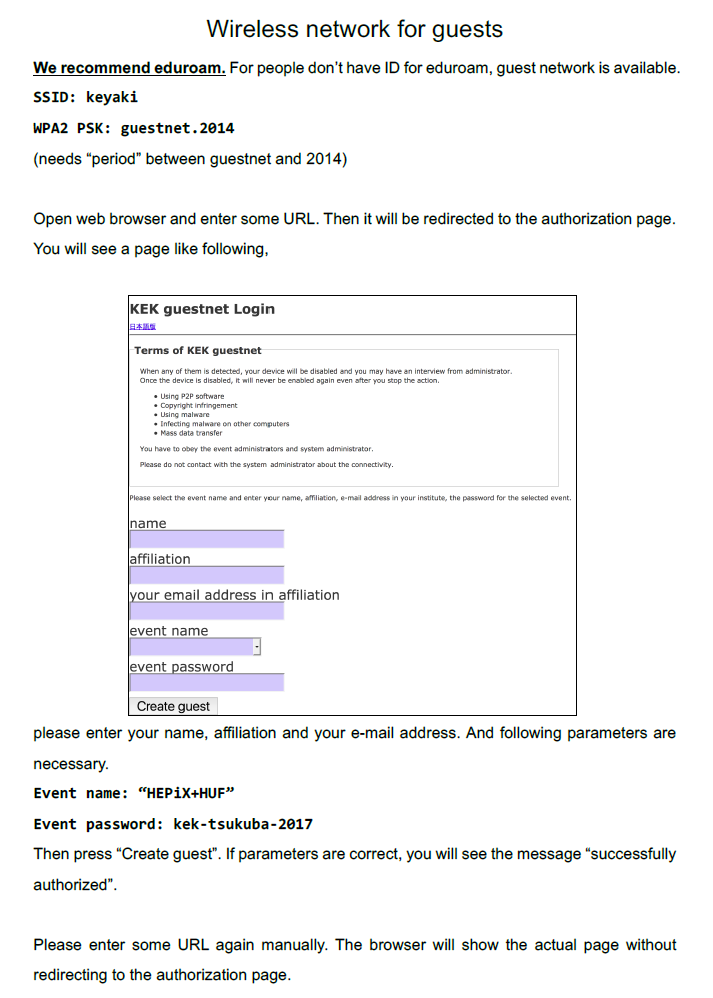 Wireless network for guests
We recommend eduroam. For people don't have ID for eduroam, guest network is available.
SSID: keyaki
WPA2 PSK: guestnet.2014
(needs “period” between guestnet and 2014)
Open web browser and enter some URL. Then it will be redirected to the authorization page.
You will see a page like following,
KEK guestnet Login
日本語版
Terms of KEK guestnet
When any of them is detected, your device will be disabled and you may have an interview from administrator.
Once the device is disabled, it will never be enabled again even after you stop the action.
• Using P2P software
• Copyright infringement
• Using malware
• Infecting malware on other computers
• Mass data transfer
You have to obey the event administrators and system administrator.
Please do not contact with the system administrator about the connectivity.
Please select the event name and enter your name, affiliation, e-mail address in your institute, the password for the selected event.
name
affiliation
your email address in affiliation
event name
event password
Create guest
please enter your name, affiliation and your e-mail address. And following parameters are
necessary.
Event name: “HEPiX+HUF”
Event password: kek-tsukuba-2017
Then press “Create guest”. If parameters are correct, you will see the message “successfully
authorized”.
Please enter some URL again manually. The browser will show the actual page without
redirecting to the authorization page.